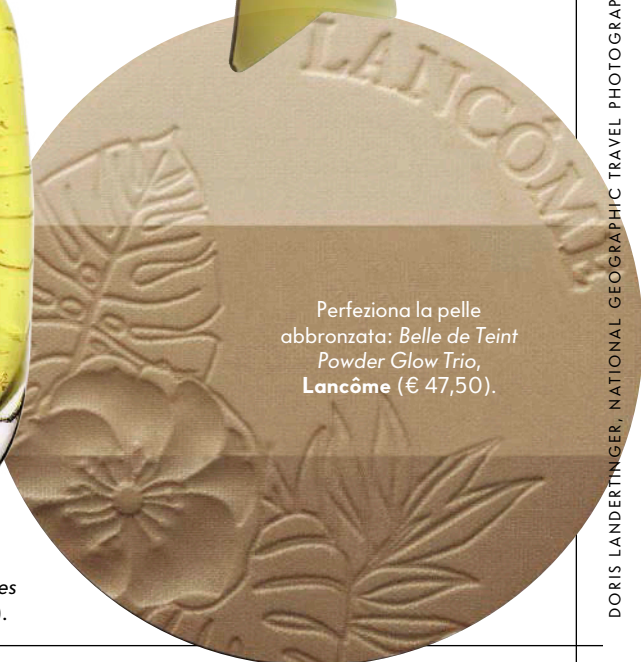 LANCÔME
Perfeziona la pelle
abbronzata: Belle de Teint
Powder Glow Trio,
Lancôme (€ 47,50).
DORIS LANDERTINGER, NATIONAL GEOGRAPHIC TRAVEL